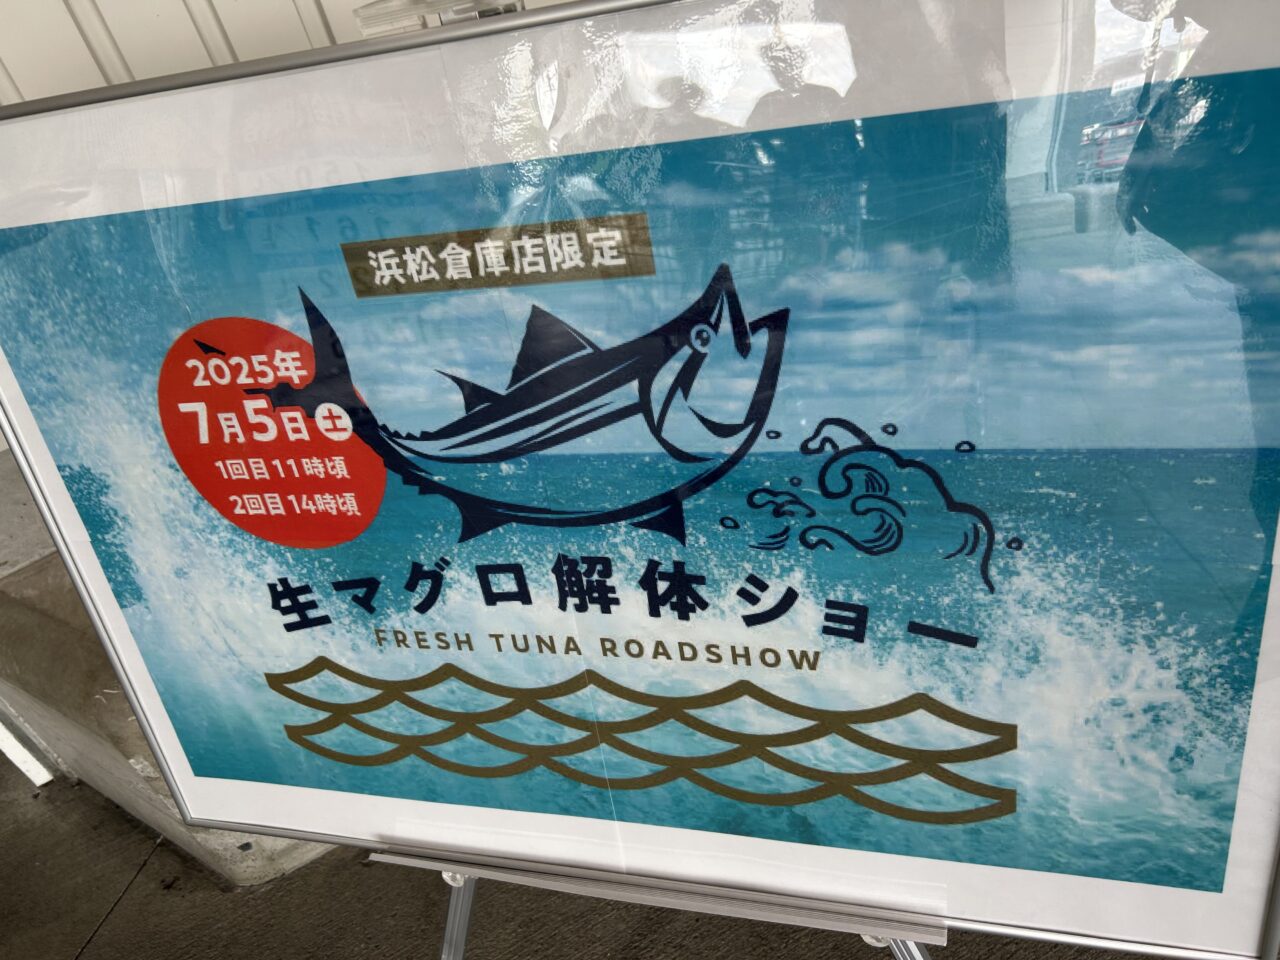 浜松倉庫店限定
2025年
7月5日(土)
1回目11時頃
2回目14時頃
生マグロ解体ショー
FRESH TUNA ROADSHOW